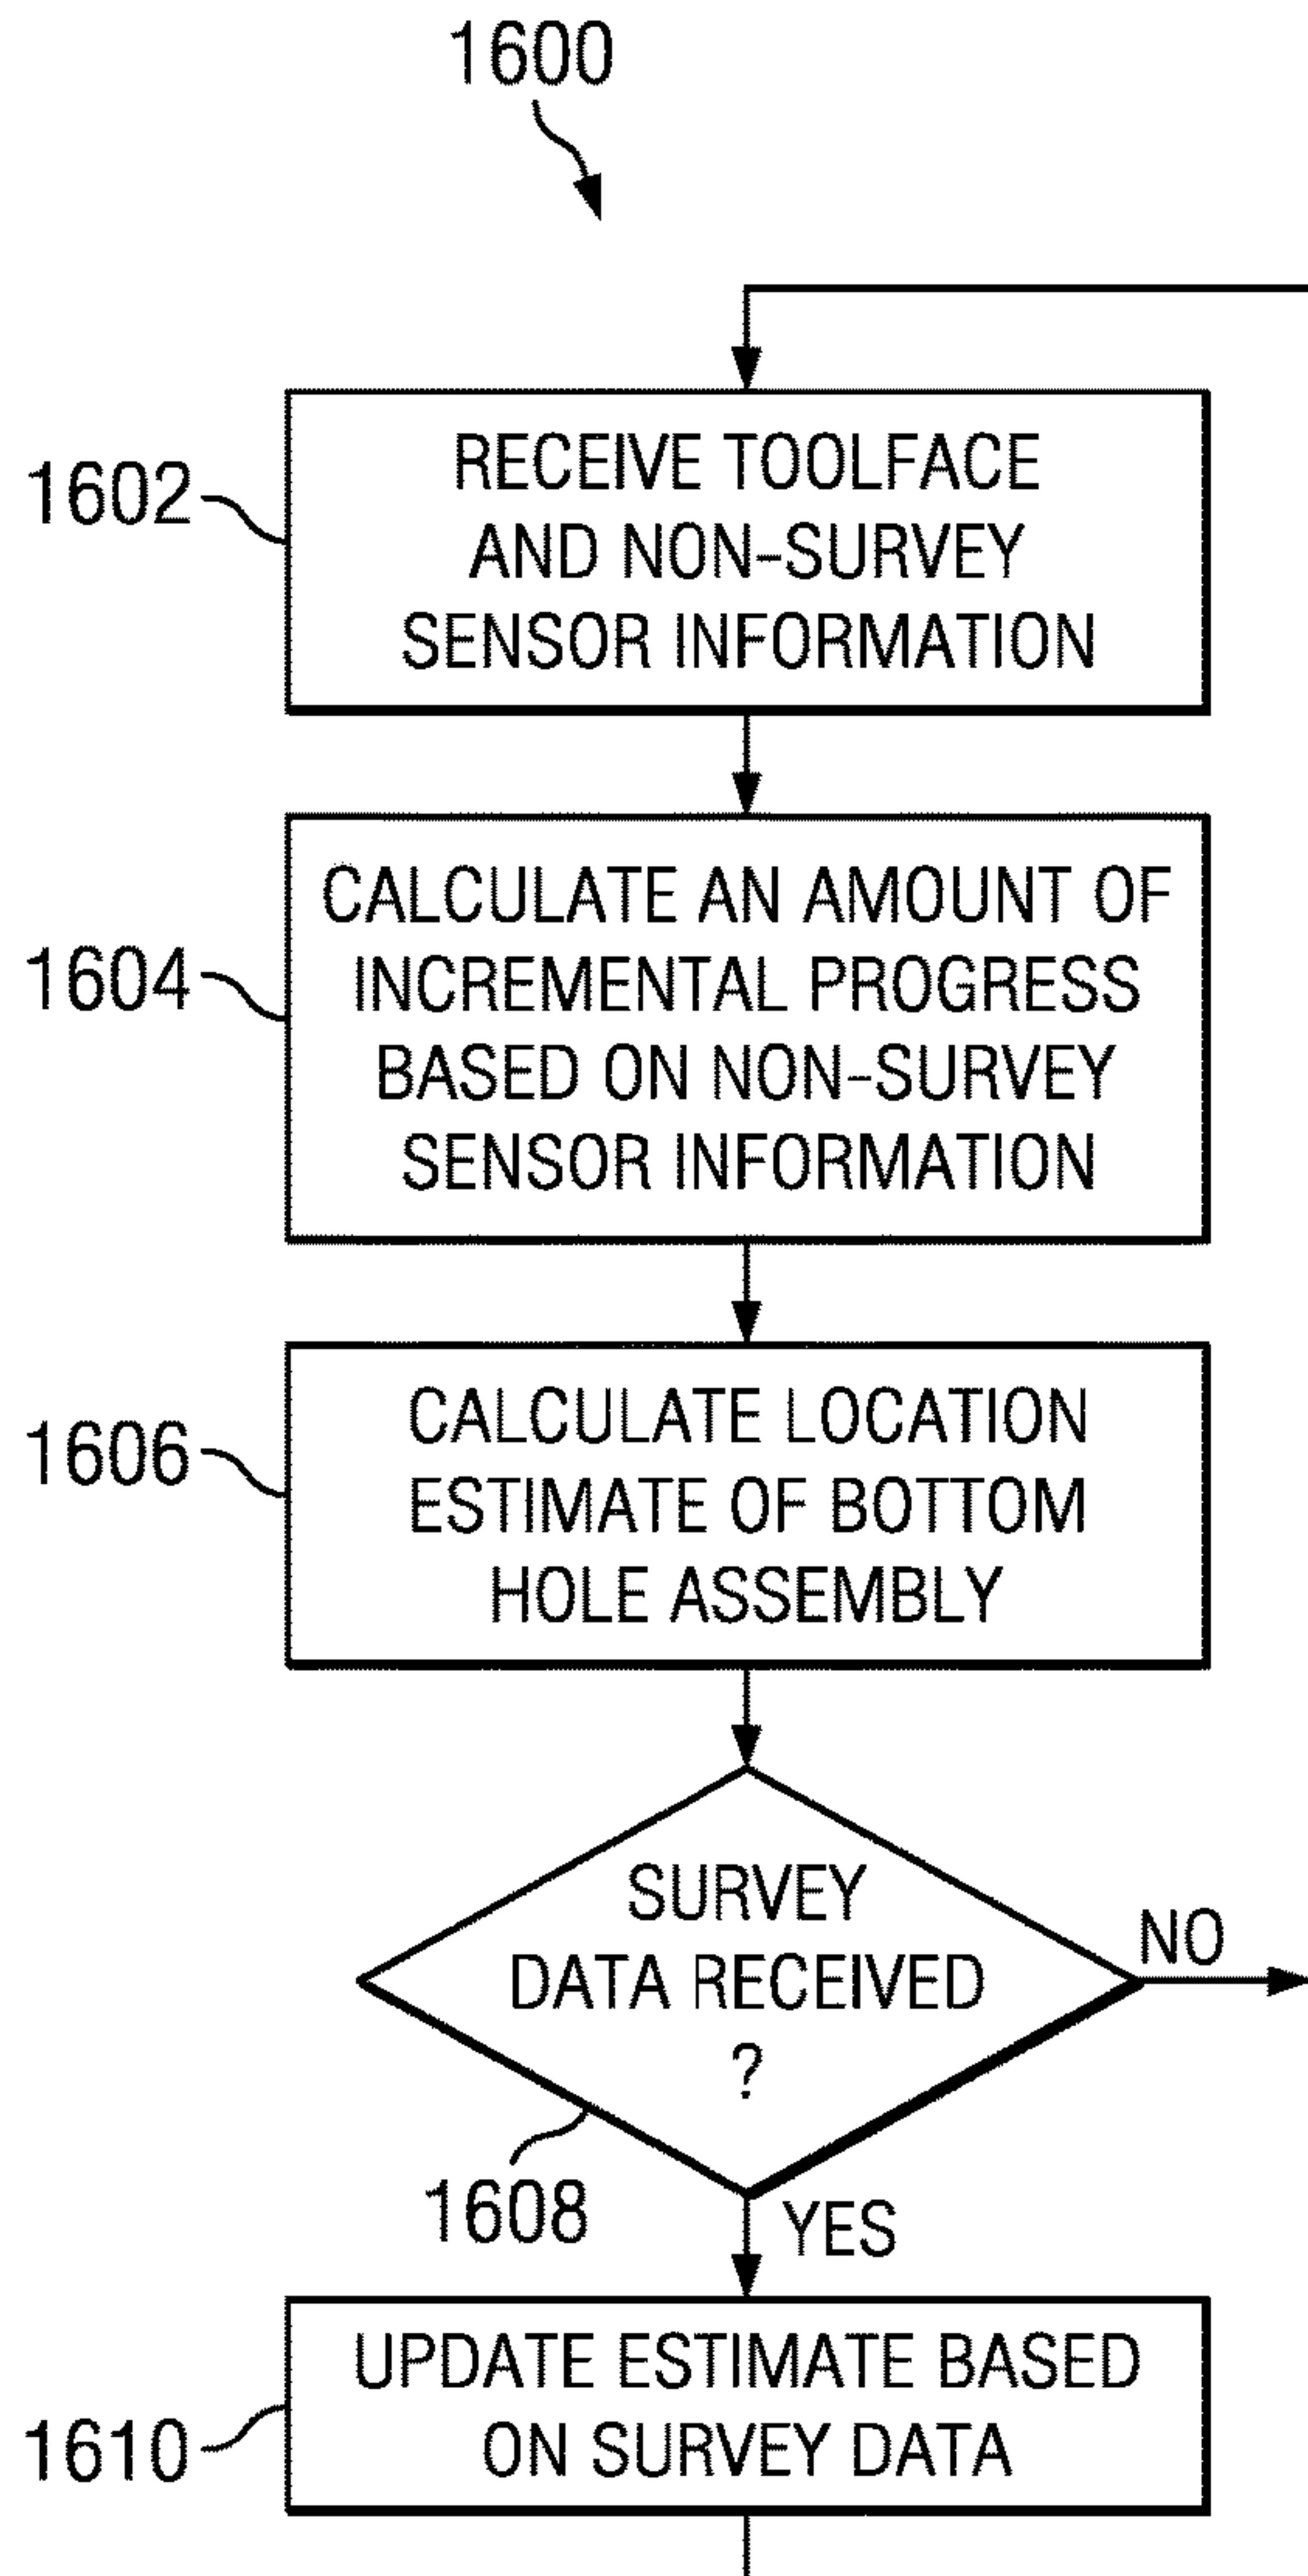 1600
1602
RECEIVE TOOLFACE
AND NON-SURVEY
SENSOR INFORMATION
1604
CALCULATE AN AMOUNT OF
INCREMENTAL PROGRESS
BASED ON NON-SURVEY
SENSOR INFORMATION
1606
CALCULATE LOCATION
ESTIMATE OF BOTTOM
HOLE ASSEMBLY
SURVEY
DATA RECEIVED
?
NO
1608
YES
1610
UPDATE ESTIMATE BASED
ON SURVEY DATA